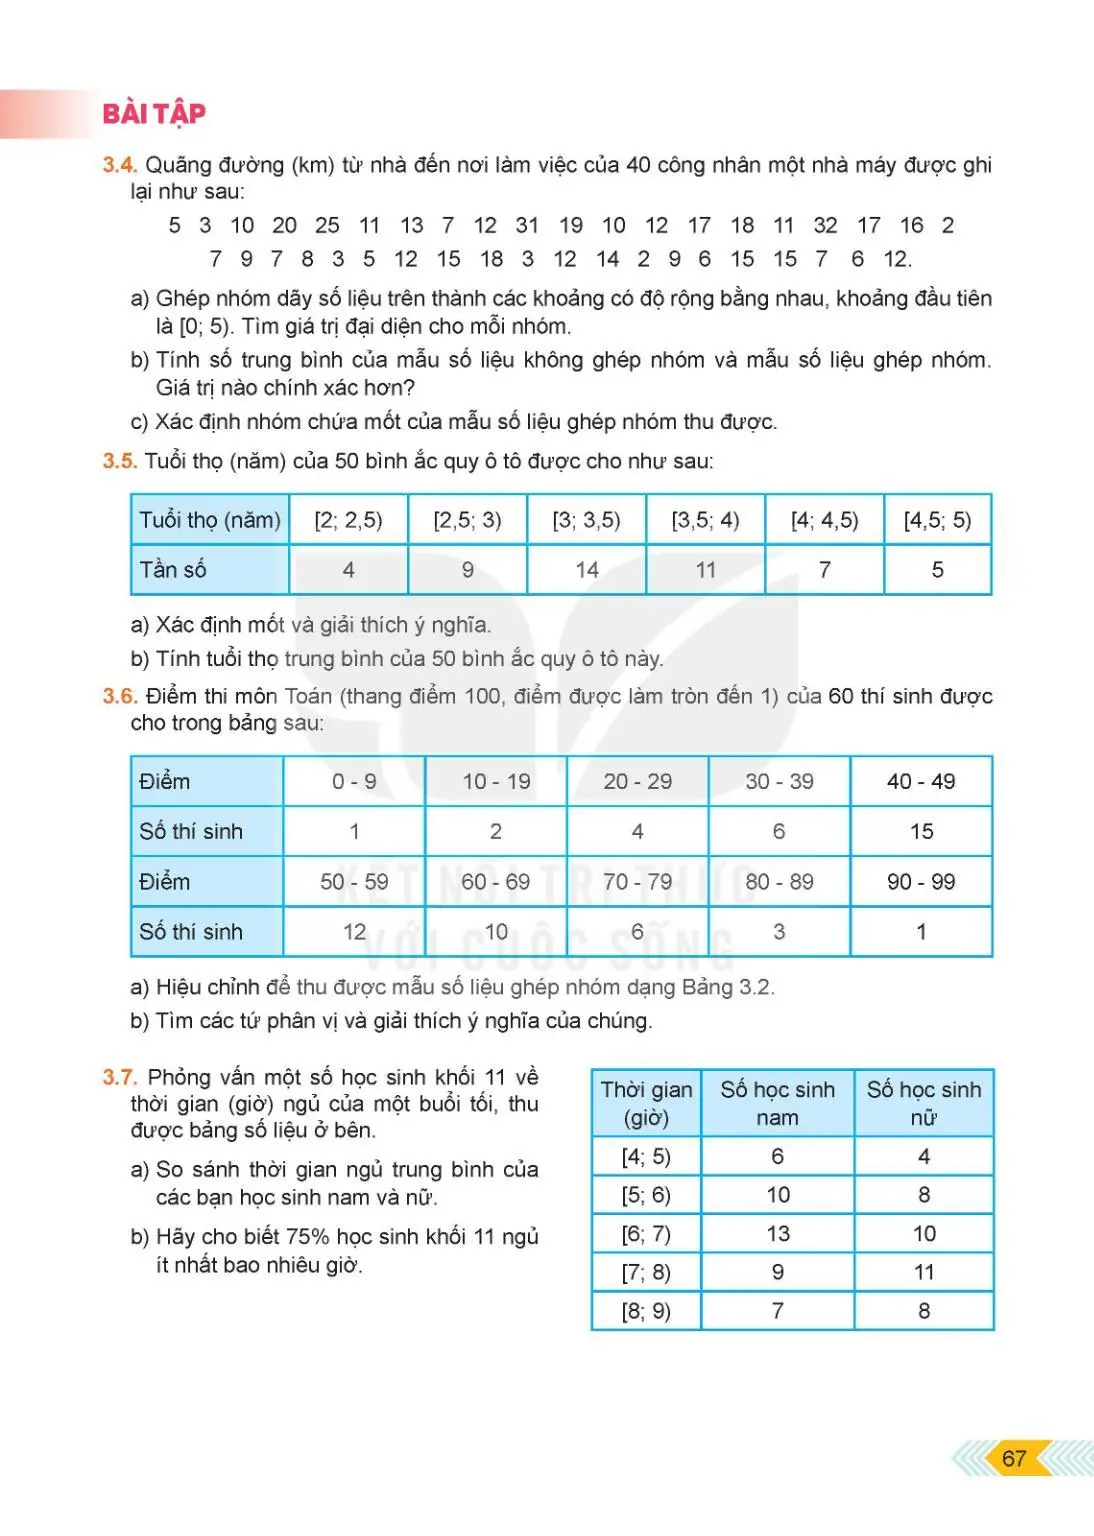 BÀI TẬP
3.4. Quãng đường (km) từ nhà đến nơi làm việc của 40 công nhân một nhà máy được ghi
lại như sau:
5 3 10 20 25 11 13 7 12 31 19 10 12 17 18 11 32 17 16 2
7 9 7 8 3 5 12 15 18 3 12 14 2 9 6 15 15 7 6 12.
a) Ghép nhóm dãy số liệu trên thành các khoảng có độ rộng bằng nhau, khoảng đầu tiên
là [0; 5). Tìm giá trị đại diện cho mỗi nhóm.
b) Tính số trung bình của mẫu số liệu không ghép nhóm và mẫu số liệu ghép nhóm.
Giá trị nào chính xác hơn?
c) Xác định nhóm chứa mốt của mẫu số liệu ghép nhóm thu được.
3.5. Tuổi thọ (năm) của 50 bình ắc quy ô tô được cho như sau:
Tuổi thọ (năm) [2; 2,5) [2,5; 3) [3; 3,5) [3,5; 4) [4; 4,5) [4,5; 5)
Tần số 4 9 14 11 7 5
a) Xác định mốt và giải thích ý nghĩa.
b) Tính tuổi thọ trung bình của 50 bình ắc quy ô tô này.
3.6. Điểm thi môn Toán (thang điểm 100, điểm được làm tròn đến 1) của 60 thí sinh được
cho trong bảng sau:
Điểm 0 - 9 10 - 19 20 - 29 30 - 39 40 - 49
Số thí sinh 1 2 4 6 15
Điểm 50 - 59 60 - 69 70 - 79 80 - 89 90 - 99
Số thí sinh 12 10 6 3 1
KẾT NỐI TRI THỨC
VỚI CUỘC SỐNG
a) Hiệu chỉnh để thu được mẫu số liệu ghép nhóm dạng Bảng 3.2.
b) Tìm các tứ phân vị và giải thích ý nghĩa của chúng.
3.7. Phỏng vấn một số học sinh khối 11 về
thời gian (giờ) ngủ của một buổi tối, thu
được bảng số liệu ở bên.
a) So sánh thời gian ngủ trung bình của
các bạn học sinh nam và nữ.
b) Hãy cho biết 75% học sinh khối 11 ngủ
ít nhất bao nhiêu giờ.
Thời gian Số học sinh Số học sinh
(giờ) nam nữ
[4; 5) 6 4
[5; 6) 10 8
[6; 7) 13 10
[7; 8) 9 11
[8; 9) 7 8
67